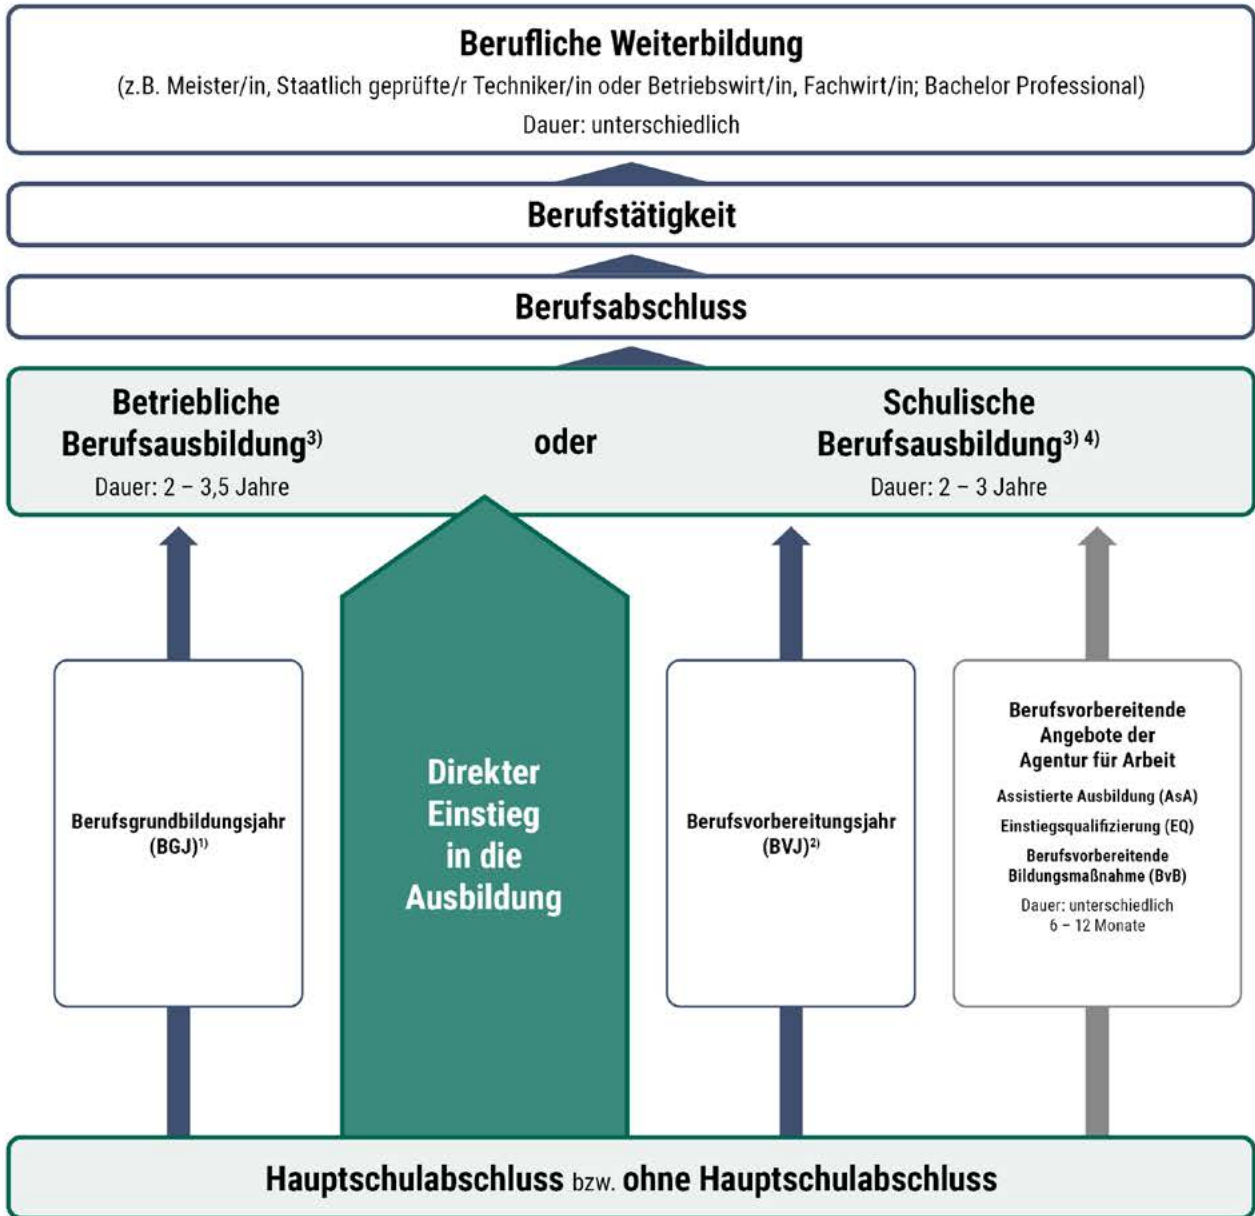 Berufliche Weiterbildung
(z.B. Meister/in, Staatlich geprüfte/r Techniker/in oder Betriebswirt/in, Fachwirt/in; Bachelor Professional)
Dauer: unterschiedlich
Berufstätigkeit
Berufsabschluss
Betriebliche
Berufsausbildung³⁾
Dauer: 2 – 3,5 Jahre
oder
Schulische
Berufsausbildung³⁾ ⁴⁾
Dauer: 2 – 3 Jahre
Berufsgrundbildungsjahr
(BGJ)¹⁾
Direkter
Einstieg
in die
Ausbildung
Berufsvorbereitungsjahr
(BVJ)²⁾
Berufsvorbereitende
Angebote der
Agentur für Arbeit
Assistierte Ausbildung (AsA)
Einstiegsqualifizierung (EQ)
Berufsvorbereitende
Bildungsmaßnahme (BvB)
Dauer: unterschiedlich
6 – 12 Monate
Hauptschulabschluss bzw. ohne Hauptschulabschluss